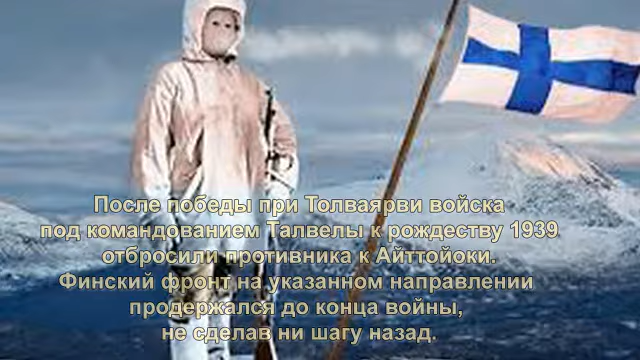 После победы при Толваярви войска
под командованием Талвелы к рождеству 1939
отбросили противника к Айттойоки.
Финский фронт на указанном направлении
продержался до конца войны,
не сделав ни шагу назад.